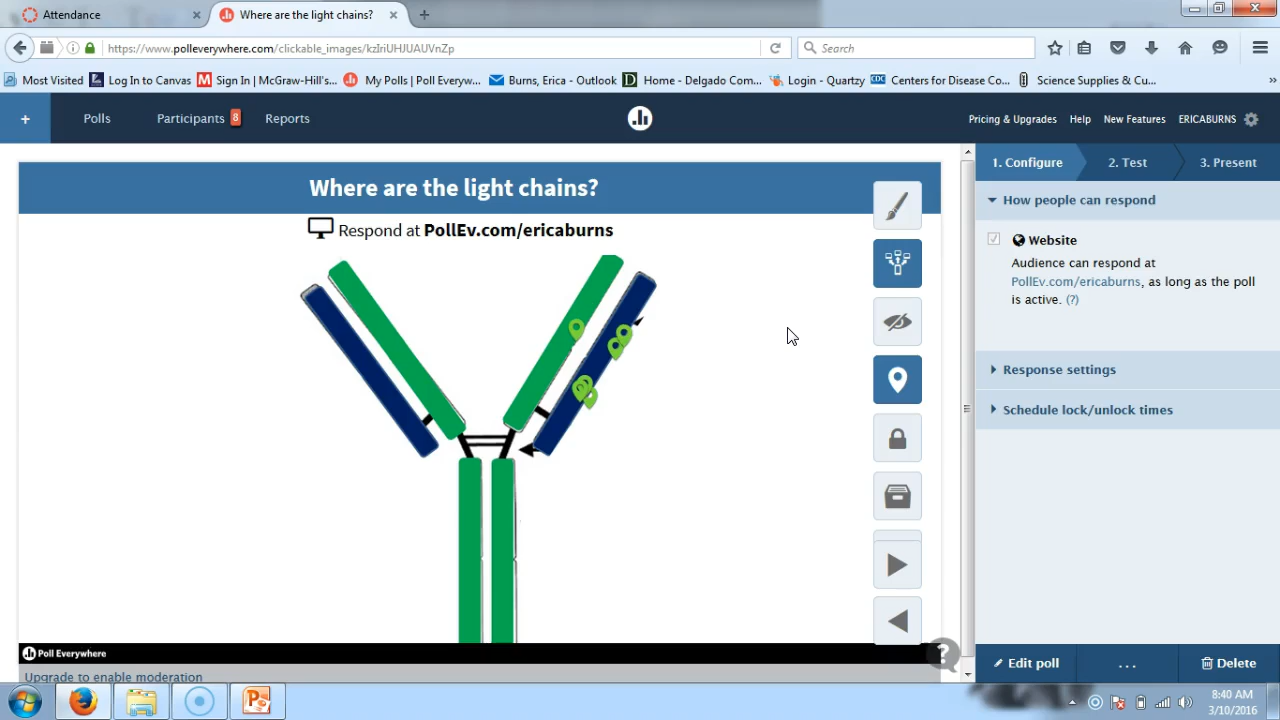 Attendance × Where are the light chains? × +
https://www.polleverywhere.com/clickable_images/kzIriUHJUAUVnZp Search
Most Visited Log In to Canvas M Sign In | McGraw-Hill's... My Polls | Poll Everyw... Burns, Erica - Outlook D Home - Delgado Com... Login - Quartzy CDC Centers for Disease Co... Science Supplies & Cu... »
+ Polls Participants 8 Reports Pricing & Upgrades Help New Features ERICABURNS
1. Configure 2. Test 3. Present
Where are the light chains?
Respond at PollEv.com/ericaburns
How people can respond
Website
Audience can respond at
PollEv.com/ericaburns, as long as the poll
is active. (?)
Response settings
Schedule lock/unlock times
Poll Everywhere
?
Upgrade to enable moderation
Edit poll ... Delete
8:40 AM
3/10/2016